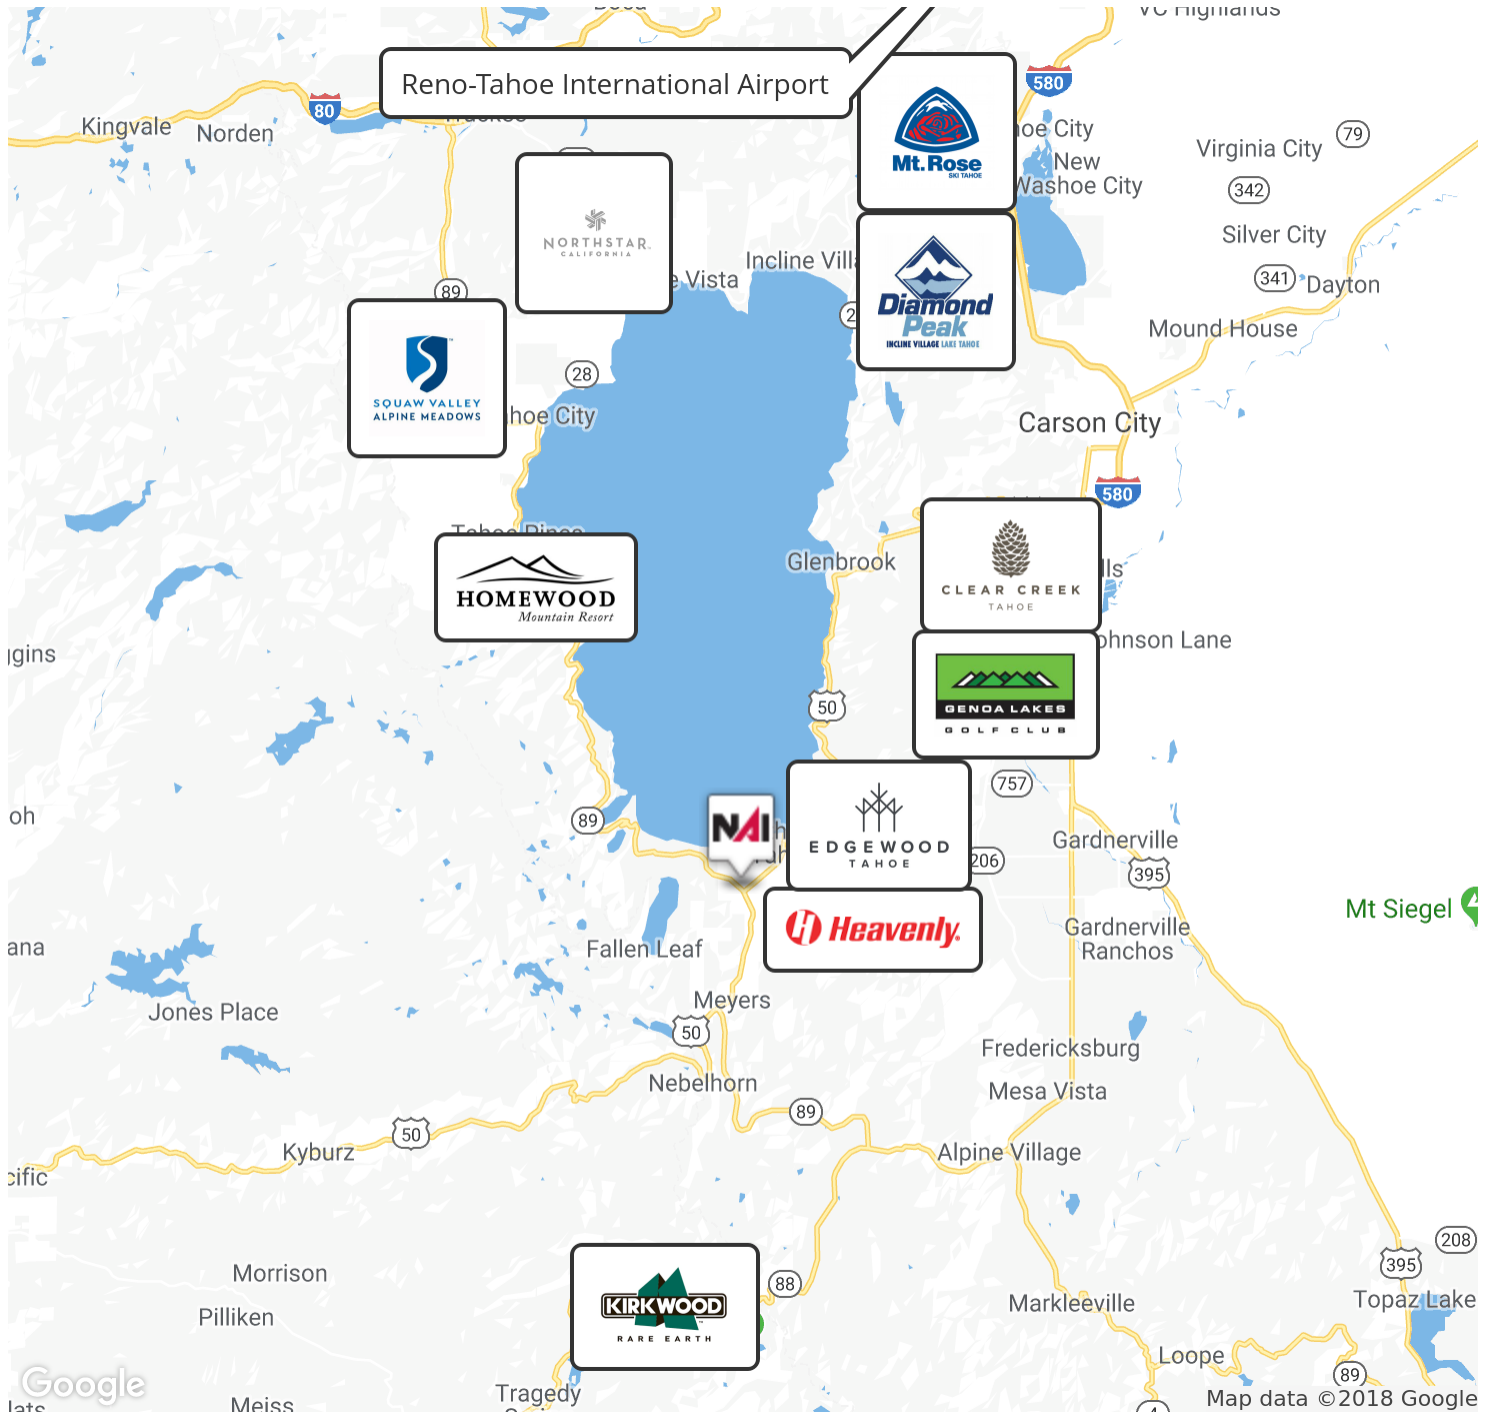 VC Highlands
Reno-Tahoe International Airport
580
80
Kingvale
Norden
Mt. Rose
SKI TAHOE
New
Washoe City
Virginia City
79
342
Silver City
341
Dayton
Mound House
NORTHSTAR
CALIFORNIA
Vista
Incline
Diamond
Peak
INCLINE VILLAGE LAKE TAHOE
89
SQUAW VALLEY
ALPINE MEADOWS
28
City
Carson City
580
Tahoe Pines
HOMEWOOD
Mountain Resort
Glenbrook
CLEAR CREEK
TAHOE
Johnson Lane
GENOA LAKES
GOLF CLUB
50
757
89
NAI
EDGEWOOD
TAHOE
206
Gardnerville
395
Heavenly
Mt Siegel
Gardnerville
Ranchos
Fallen Leaf
Meyers
Jones Place
50
Fredericksburg
Nebelhorn
Mesa Vista
89
50
Kyburz
Alpine Village
Morrison
Pilliken
KIRKWOOD
RARE EARTH
88
Markleeville
208
395
Topaz Lake
Loope
89
Tragedy
Meiss
Google
Map data ©2018 Google